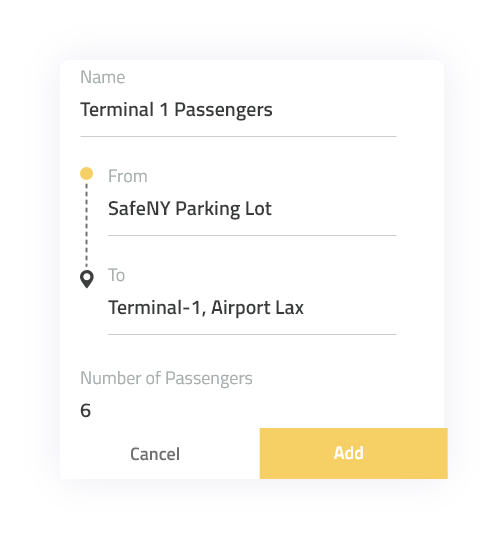 Name
Terminal 1 Passengers
From
SafeNY Parking Lot
To
Terminal-1, Airport Lax
Number of Passengers
6
Cancel
Add